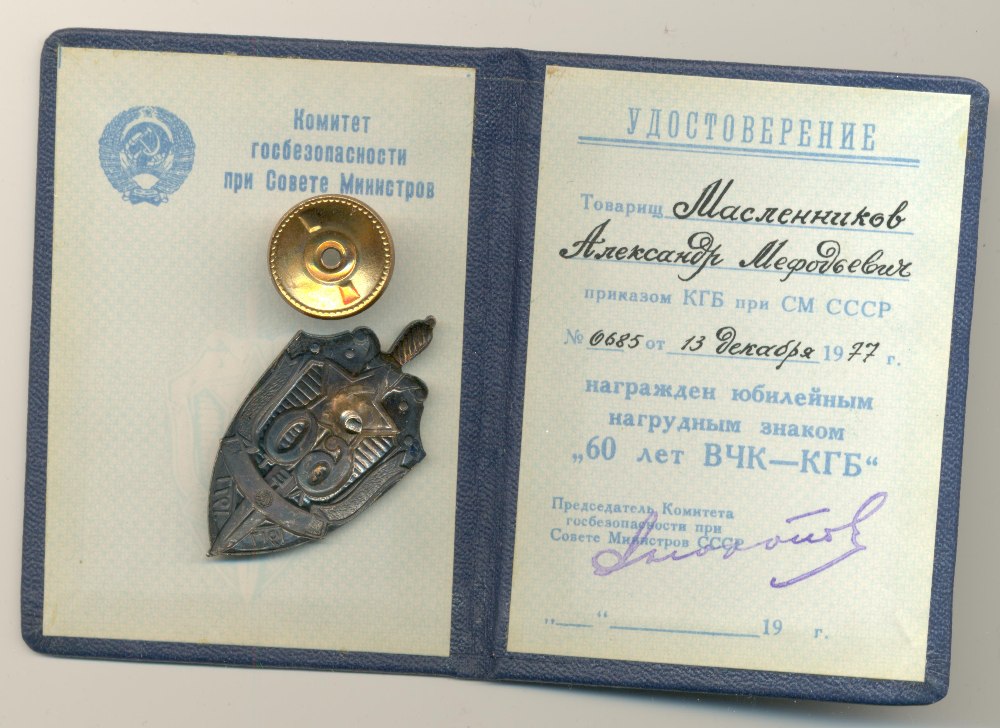 Комитет
госбезопасности
при Совете Министров
УДОСТОВЕРЕНИЕ
Товарищ Масленников
Александр Мефодьевич
приказом КГБ при СМ СССР
№ 0685 от 13 декабря 1977 г.
награжден юбилейным
нагрудным знаком
„60 лет ВЧК—КГБ“
Председатель Комитета
госбезопасности при
Совете Министров СССР
„ “ 19 г.